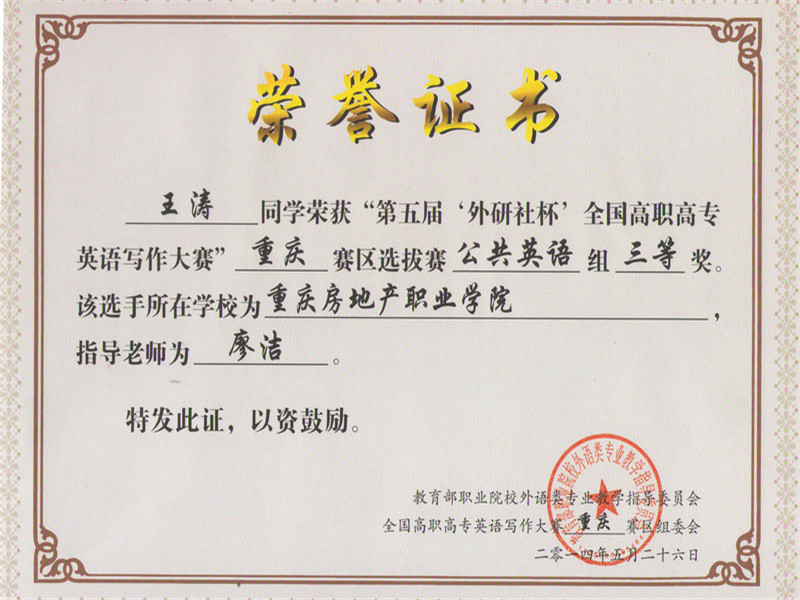 荣誉证书
王涛 同学荣获“第五届‘外研社杯’全国高职高专
英语写作大赛” 重庆 赛区选拔赛 公共英语 组 三等 奖。
该选手所在学校为 重庆房地产职业学院 ，
指导老师为 廖洁 。
特发此证，以资鼓励。
教育部职业院校外语类专业教学指导委员会
全国高职高专英语写作大赛 重庆 赛区组委会
二零一四年五月二十六日